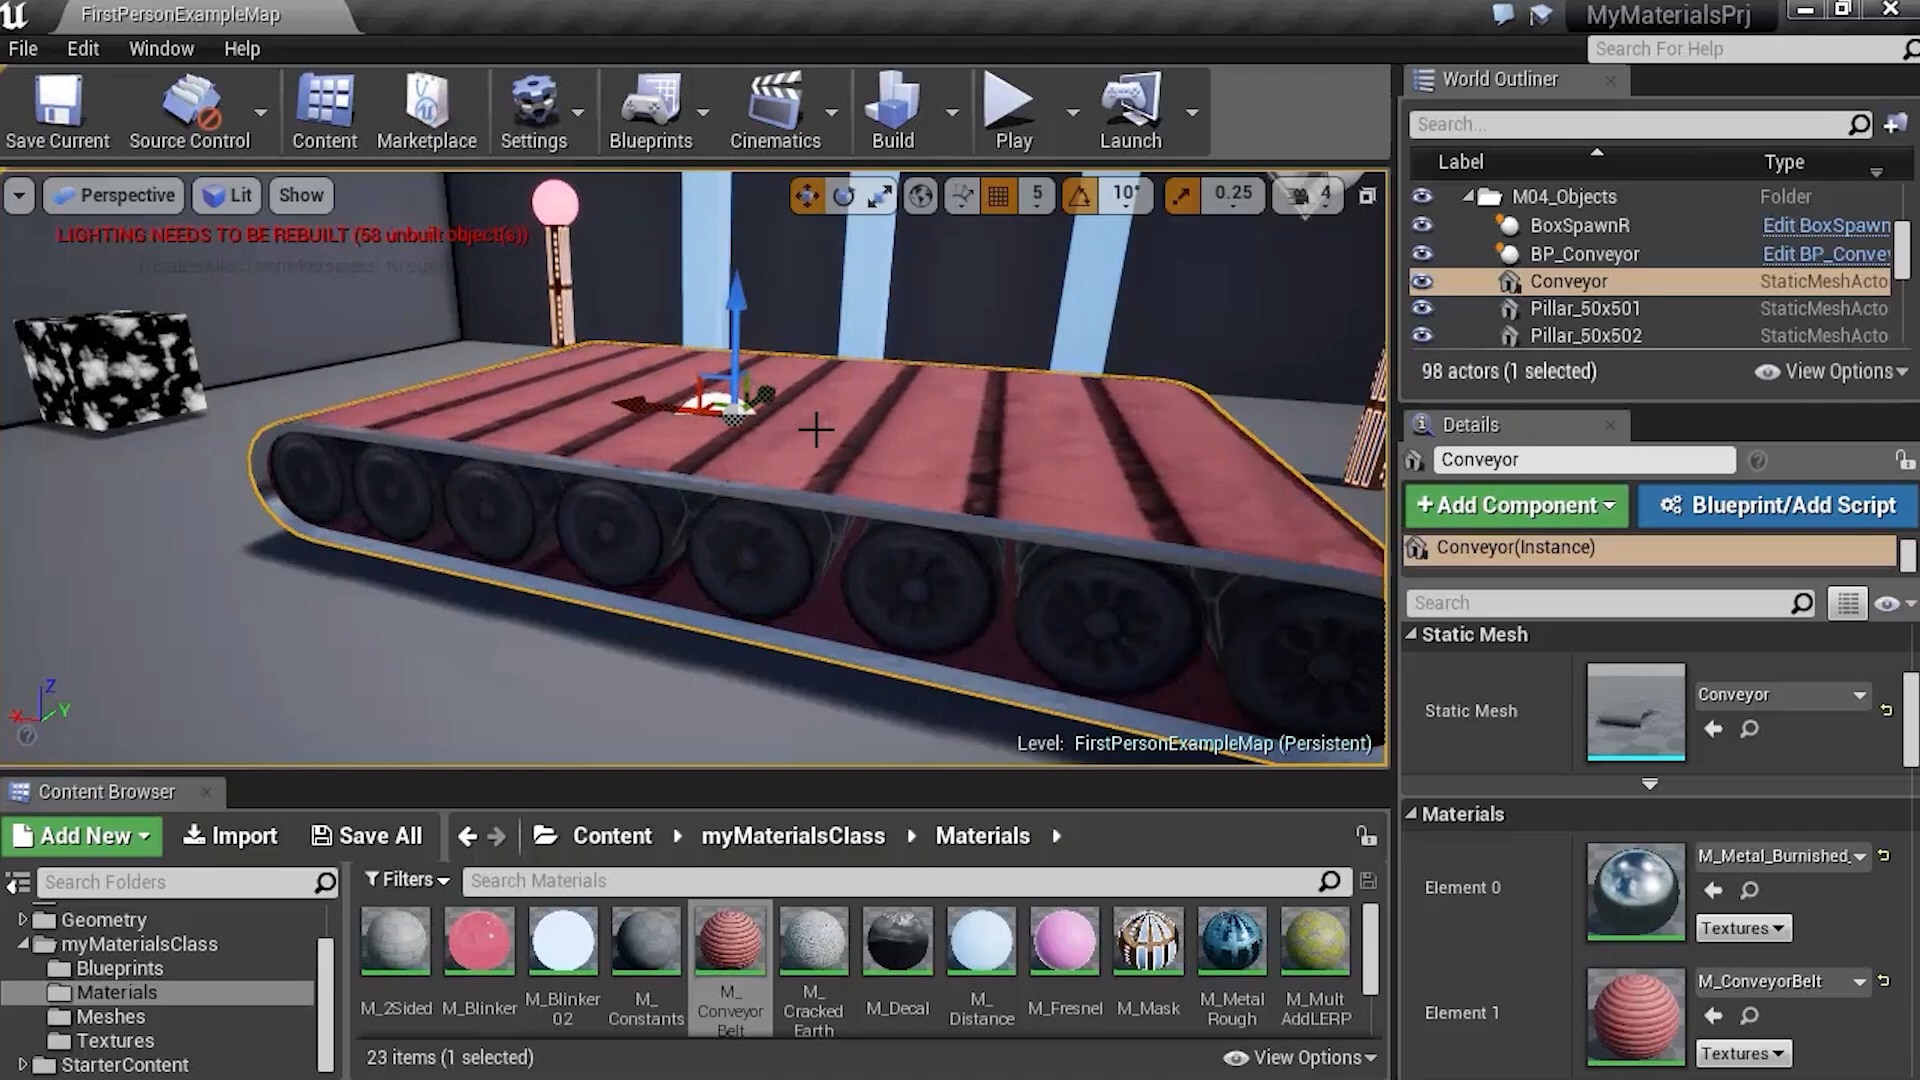 FirstPersonExampleMap
MyMaterialsPrj
File Edit Window Help
Search For Help
Save Current
Source Control
Content
Marketplace
Settings
Blueprints
Cinematics
Build
Play
Launch
Perspective
Lit
Show
5
10°
0.25
4
LIGHTING NEEDS TO BE REBUILT (58 unbuilt object(s))
Z
X
Y
Level: FirstPersonExampleMap (Persistent)
World Outliner
Search...
Label Type
M04_Objects Folder
BoxSpawnR Edit BoxSpawn
BP_Conveyor Edit BP_Convey
Conveyor StaticMeshActo
Pillar_50x501 StaticMeshActo
Pillar_50x502 StaticMeshActo
98 actors (1 selected)
View Options
Details
Conveyor
+Add Component
Blueprint/Add Script
Conveyor(Instance)
Search
Static Mesh
Static Mesh
Conveyor
Materials
Element 0
M_Metal_Burnished_
Textures
Element 1
M_ConveyorBelt
Textures
Content Browser
Add New
Import
Save All
Content
myMaterialsClass
Materials
Search Folders
Filters
Search Materials
Geometry
myMaterialsClass
Blueprints
Materials
Meshes
Textures
StarterContent
M_2Sided
M_Blinker
M_Blinker
02
M_
Constants
M_
Conveyor
Belt
M_
Cracked
Earth
M_Decal
M_
Distance
M_Fresnel
M_Mask
M_Metal
Rough
M_Mult
AddLERP
23 items (1 selected)
View Options